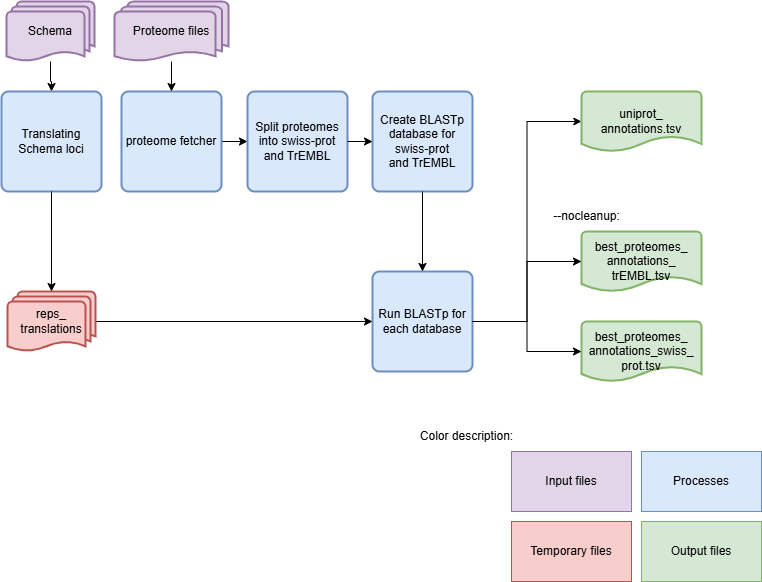 Schema
Proteome files
Translating
Schema loci
proteome fetcher
Split proteomes
into swiss-prot
and TrEMBL
Create BLASTp
database for
swiss-prot
and TrEMBL
uniprot_
annotations.tsv
--nocleanup:
best_proteomes_
annotations_
trEMBL.tsv
reps_
translations
Run BLASTp for
each database
best_proteomes_
annotations_swiss_
prot.tsv
Color description:
Input files
Processes
Temporary files
Output files